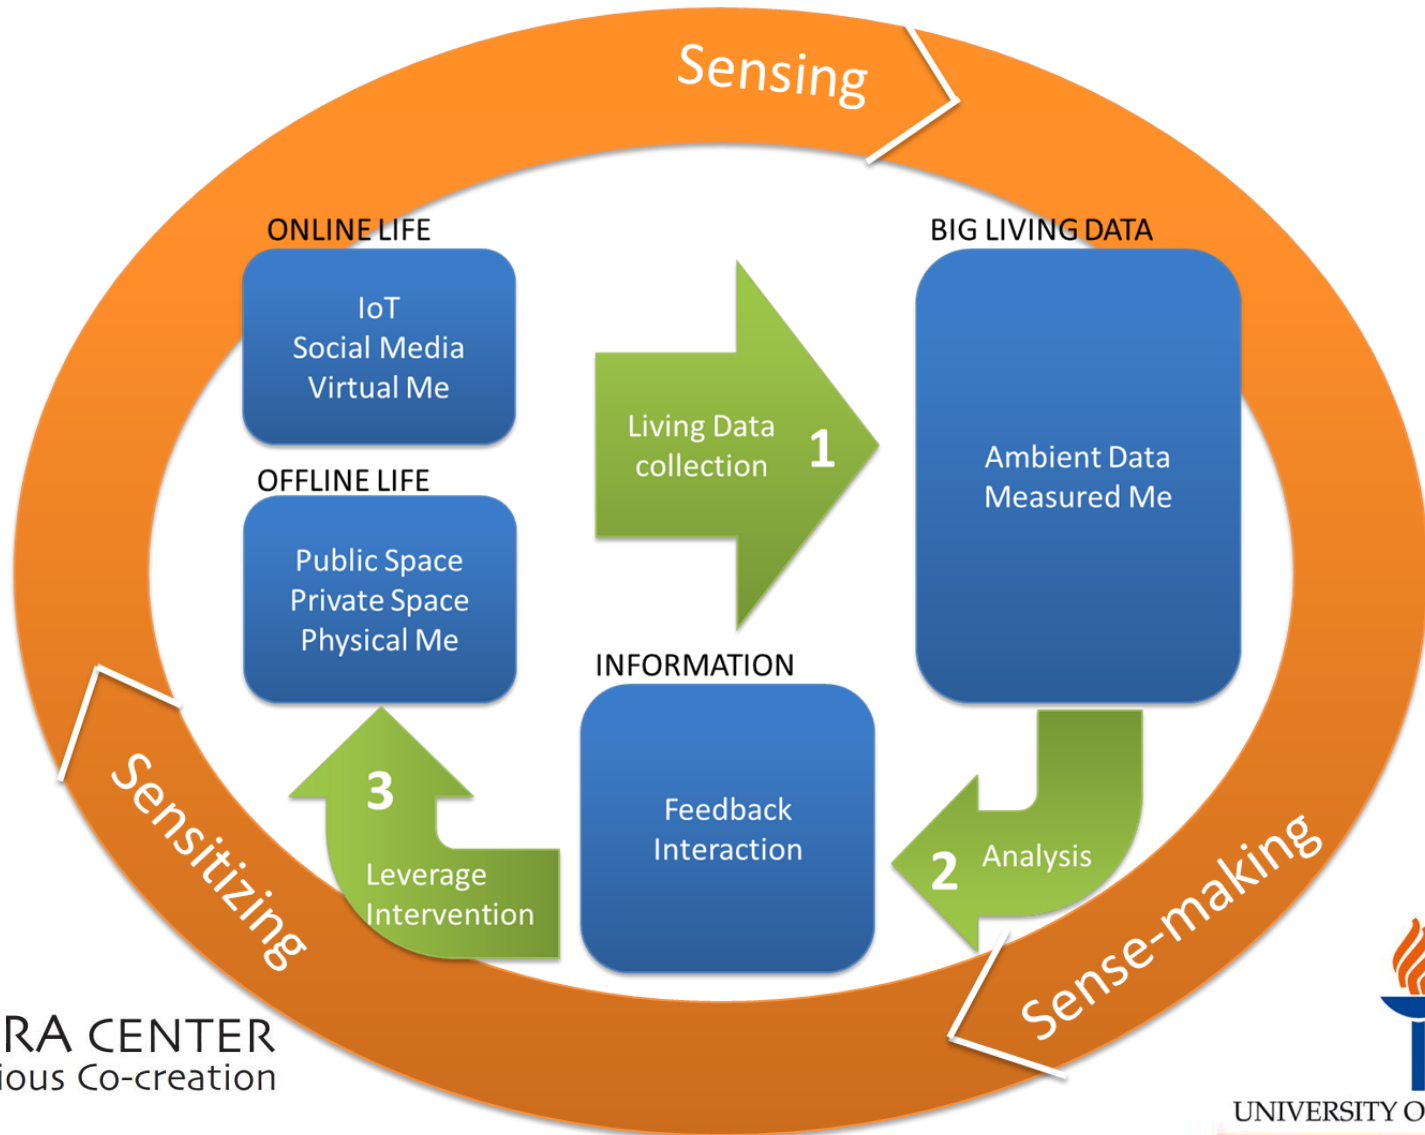 Sensing
ONLINE LIFE
IoT
Social Media
Virtual Me
BIG LIVING DATA
Ambient Data
Measured Me
Living Data
collection
1
OFFLINE LIFE
Public Space
Private Space
Physical Me
INFORMATION
Feedback
Interaction
2
Analysis
3
Leverage
Intervention
Sensitizing
Sense-making
CENTER
Co-creation
UNIVERSITY